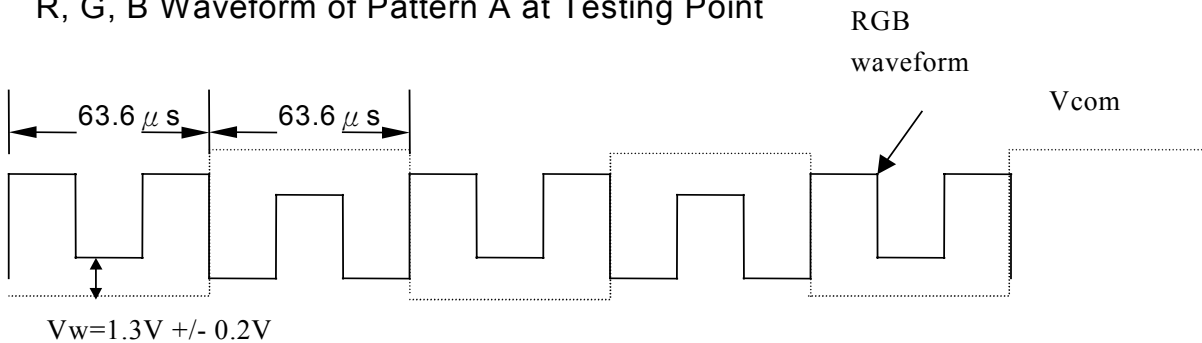 R, G, B Waveform of Pattern A at Testing Point
RGB
waveform
Vcom
63.6 μ s
63.6 μ s
Vw=1.3V +/- 0.2V